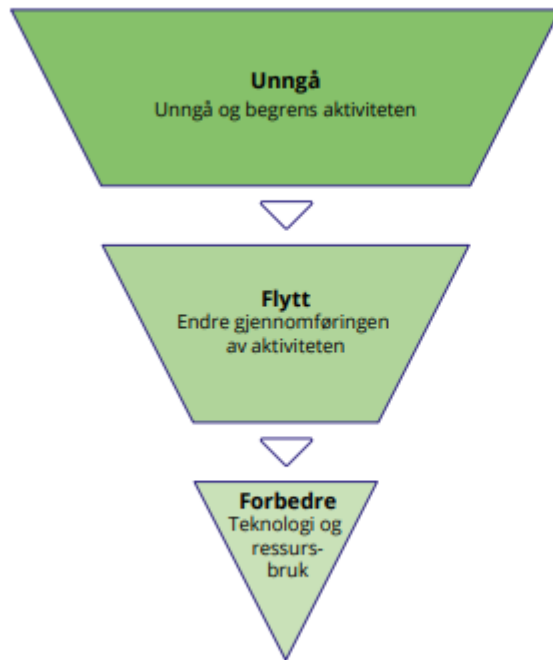 Unngå
Unngå og begrens aktiviteten
Flytt
Endre gjennomføringen
av aktiviteten
Forbedre
Teknologi og
ressurs-
bruk